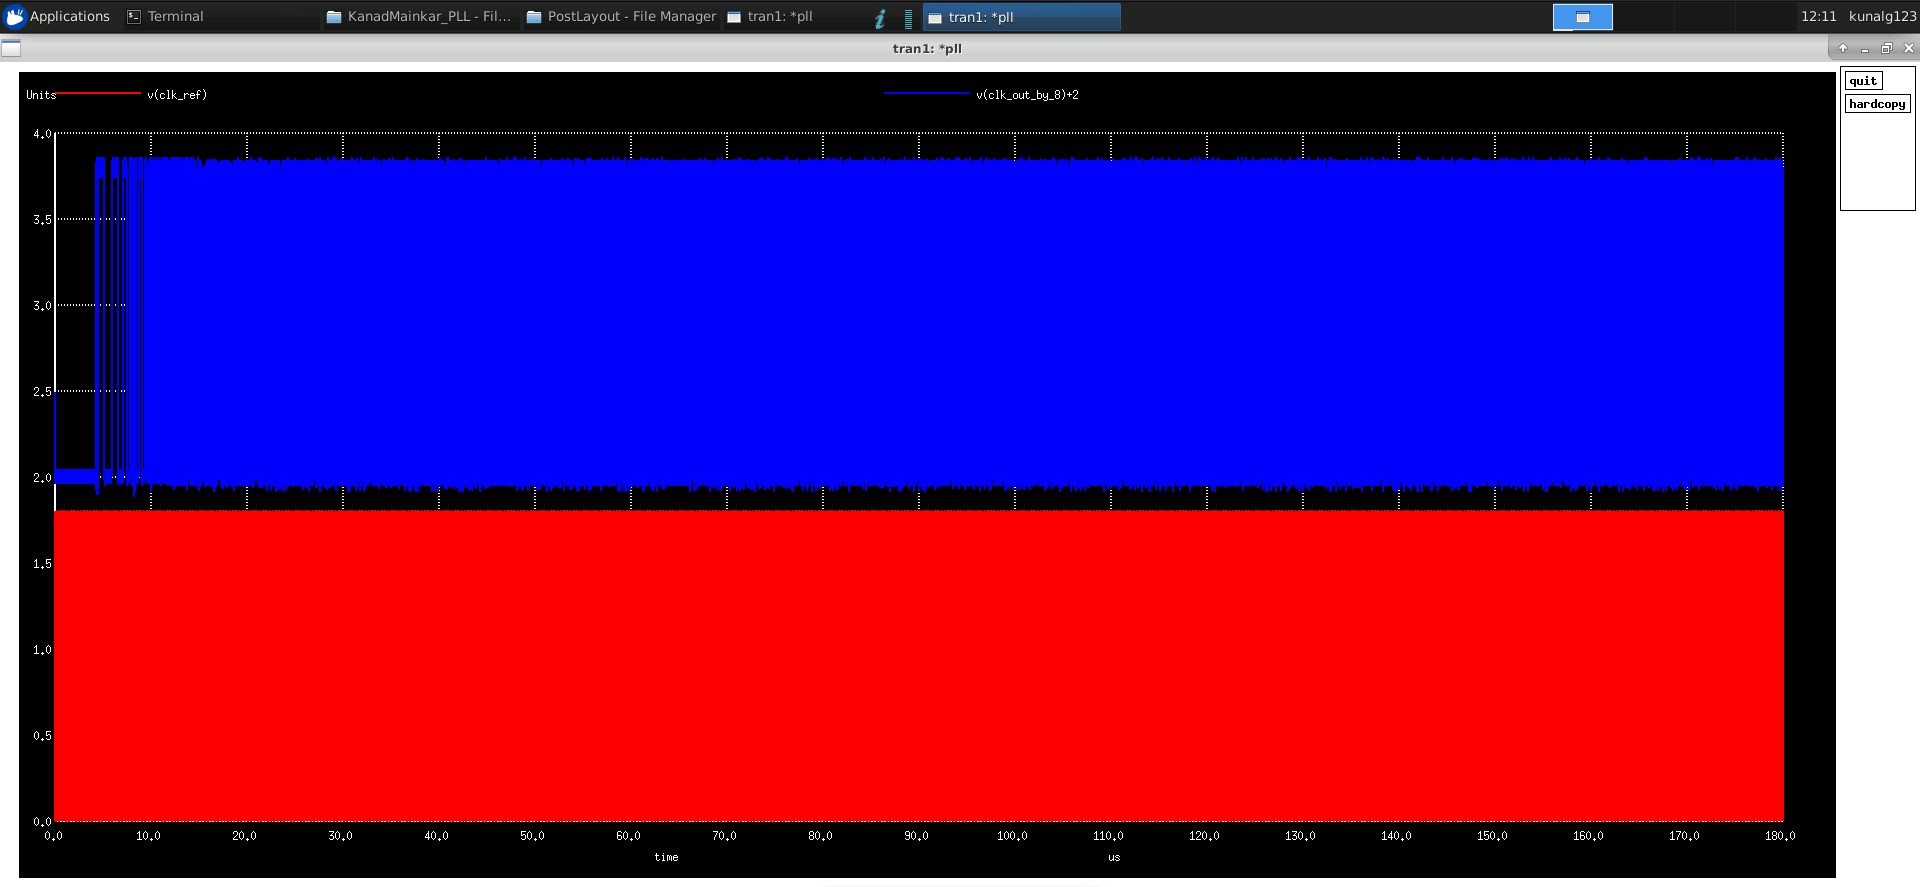 Applications
Terminal
KanadMainkar_PLL - Fil...
PostLayout - File Manager
tran1: *pll
i
tran1: *pll
12:11
kunalg123
tran1: *pll
quit
hardcopy
Units
v(clk_ref)
v(clk_out_by_8)+2
4.0
3.5
3.0
2.5
2.0
1.5
1.0
0.5
0.0
0.0 10.0 20.0 30.0 40.0 50.0 60.0 70.0 80.0 90.0 100.0 110.0 120.0 130.0 140.0 150.0 160.0 170.0 180.0
time us